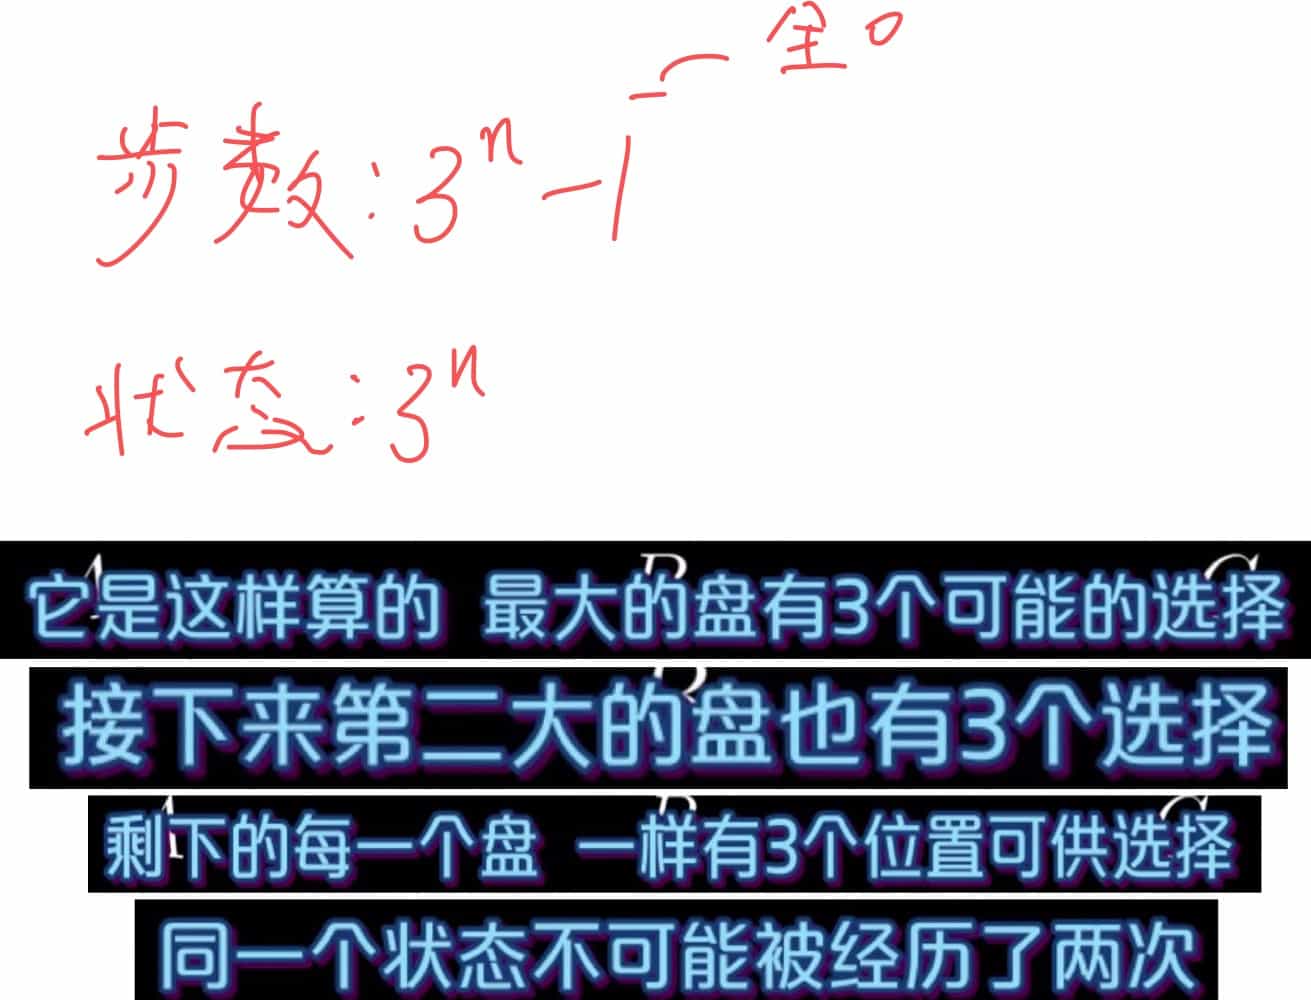 全0
步数:3ⁿ-1
状态:3ⁿ
它是这样算的 最大的盘有3个可能的选择
接下来第二大的盘也有3个选择
剩下的每一个盘 一样有3个位置可供选择
同一个状态不可能被经历了两次